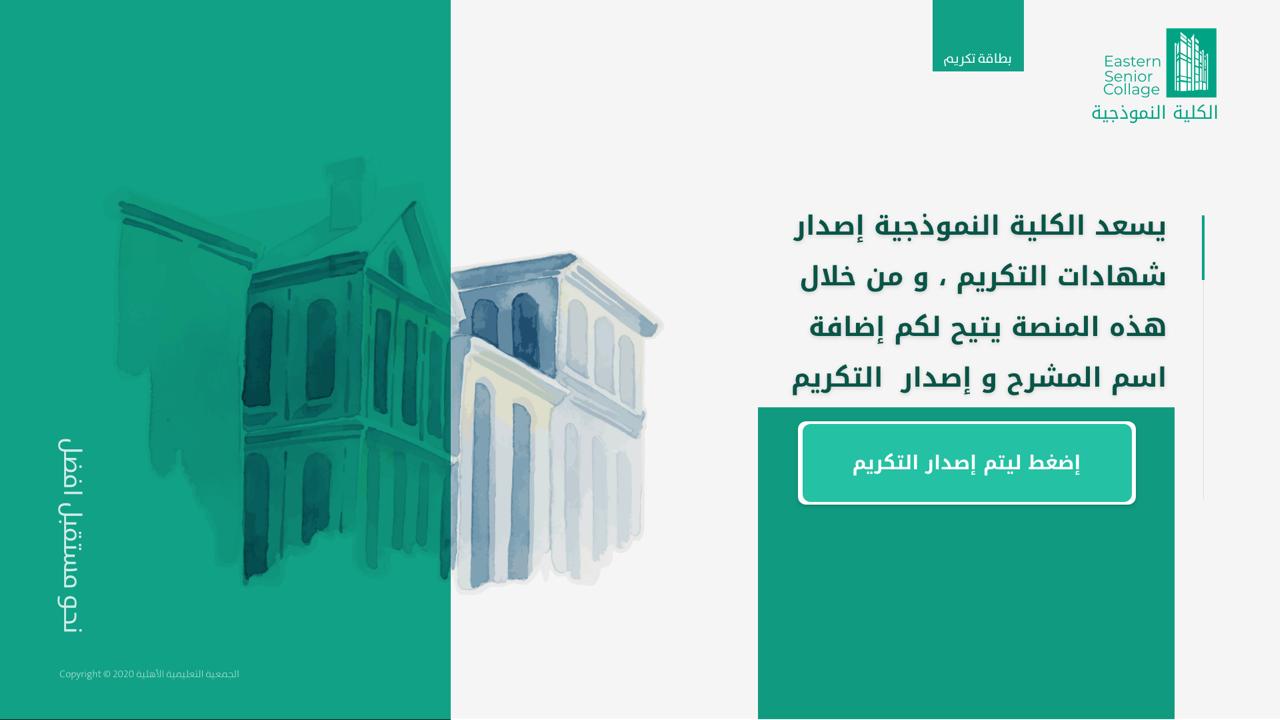 بطاقة تكريم
Eastern
Senior
Collage
الكلية النموذجية
يسعد الكلية النموذجية إصدار
شهادات التكريم ، و من خلال
هذه المنصة يتيح لكم إضافة
اسم المشرح و إصدار التكريم
إضغط ليتم إصدار التكريم
نحو مستقبل افضل
Copyright © 2020 الجمعية التعليمية الأهلية